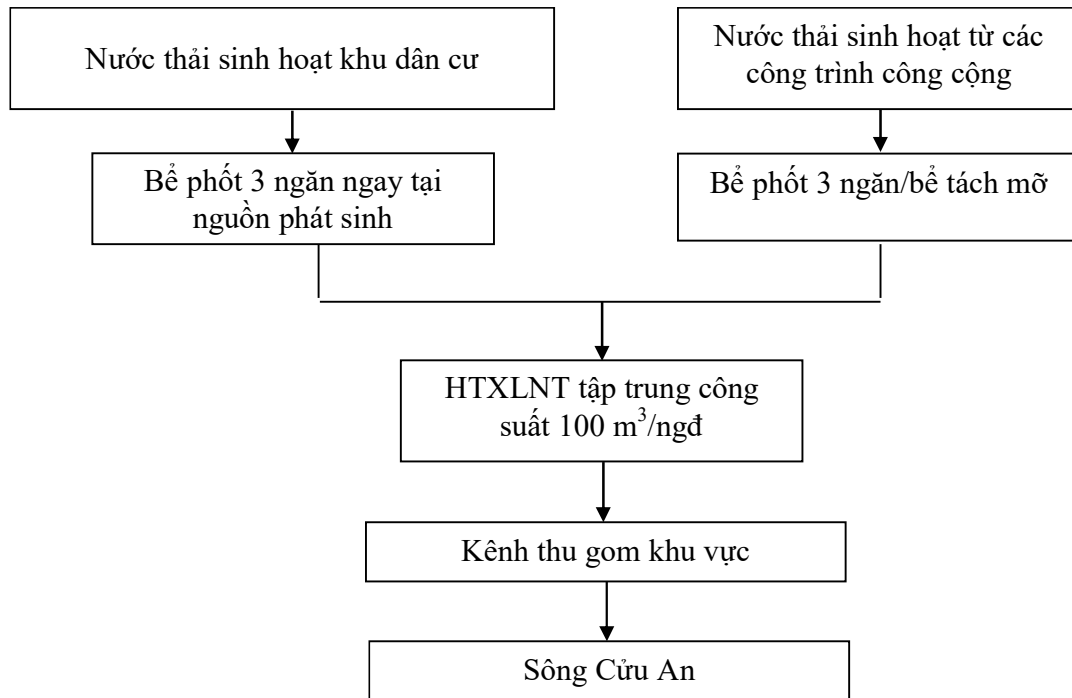 Nước thải sinh hoạt khu dân cư
Nước thải sinh hoạt từ các
công trình công cộng
Bể phốt 3 ngăn ngay tại
nguồn phát sinh
Bể phốt 3 ngăn/bể tách mỡ
HTXLNT tập trung công
suất 100 m³/ngđ
Kênh thu gom khu vực
Sông Cửu An